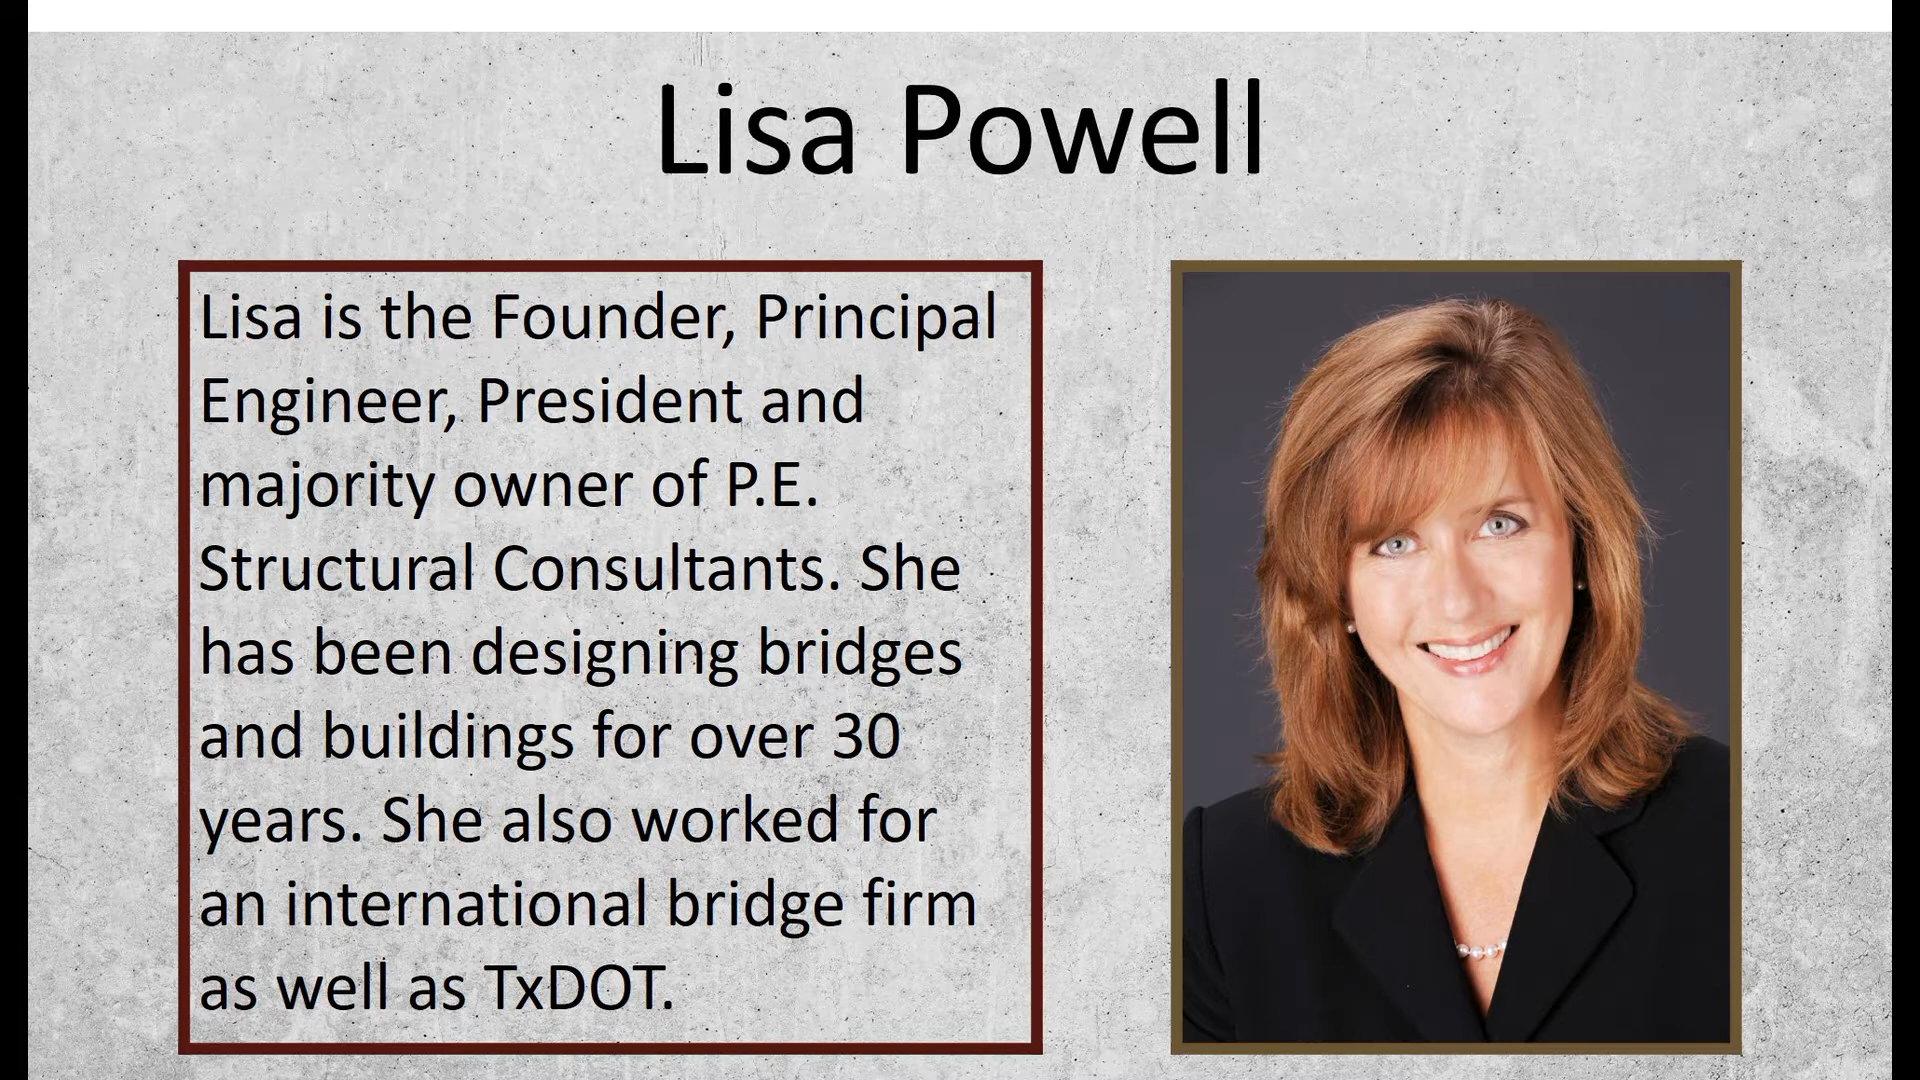 Lisa Powell
Lisa is the Founder, Principal
Engineer, President and
majority owner of P.E.
Structural Consultants. She
has been designing bridges
and buildings for over 30
years. She also worked for
an international bridge firm
as well as TxDOT.